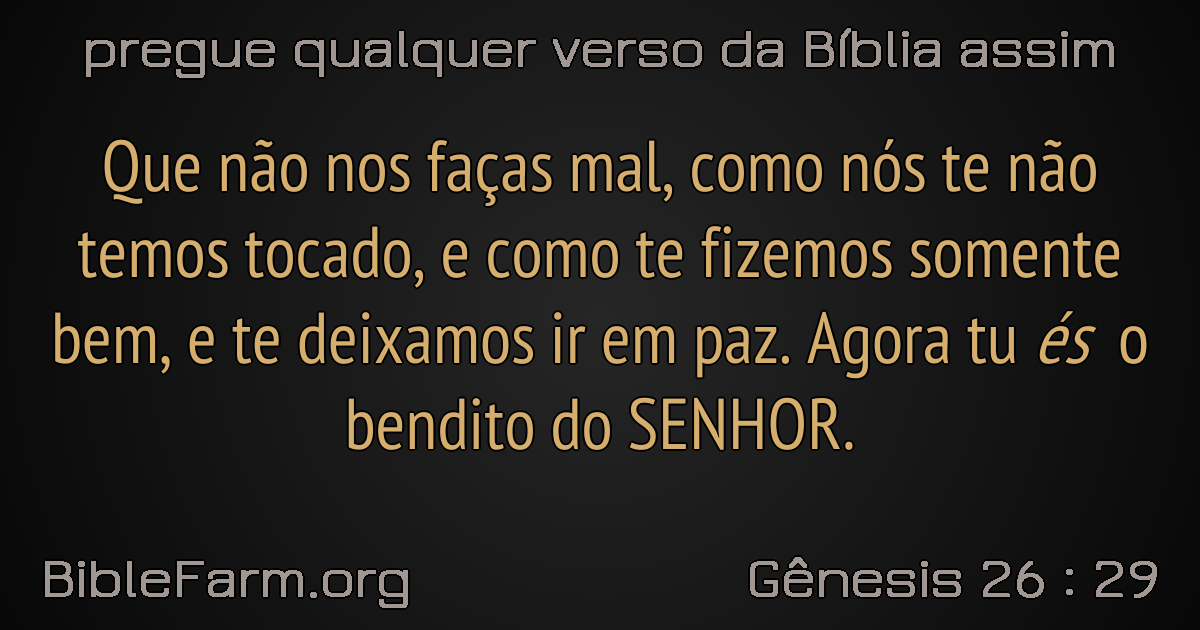 pregue qualquer verso da Bíblia assim
Que não nos faças mal, como nós te não
temos tocado, e como te fizemos somente
bem, e te deixamos ir em paz. Agora tu és o
bendito do SENHOR.
BibleFarm.org
Gênesis 26 : 29